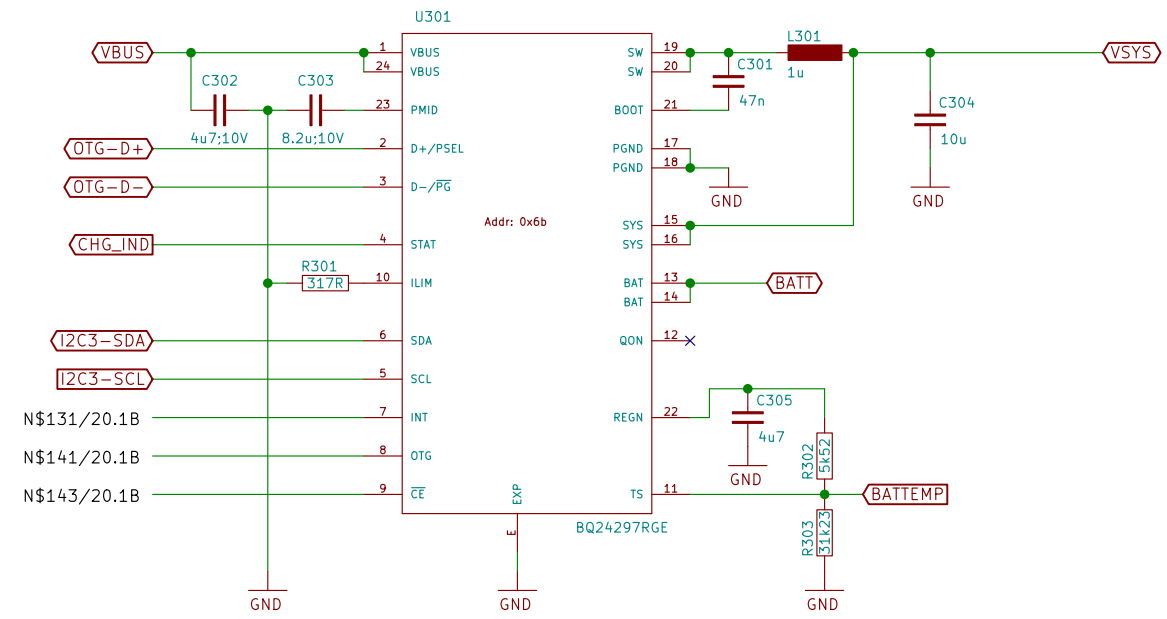 U301
VBUS
1
VBUS
24
VBUS
C302
4u7;10V
C303
8.2u;10V
23
PMID
OTG-D+
2
D+/PSEL
OTG-D-
3
D-/PG
CHG_IND
4
STAT
R301
317R
10
ILIM
I2C3-SDA
6
SDA
I2C3-SCL
5
SCL
N$131/20.1B
7
INT
N$141/20.1B
8
OTG
N$143/20.1B
9
CE
Addr: 0x6b
EXP
E
BQ24297RGE
SW
19
SW
20
BOOT
21
PGND
17
PGND
18
SYS
15
SYS
16
BAT
13
BAT
14
QON
12
REGN
22
TS
11
L301
1u
C301
47n
VSYS
C304
10u
GND
GND
BATT
C305
4u7
GND
R302
5k52
BATTEMP
R303
31k23
GND
GND
GND